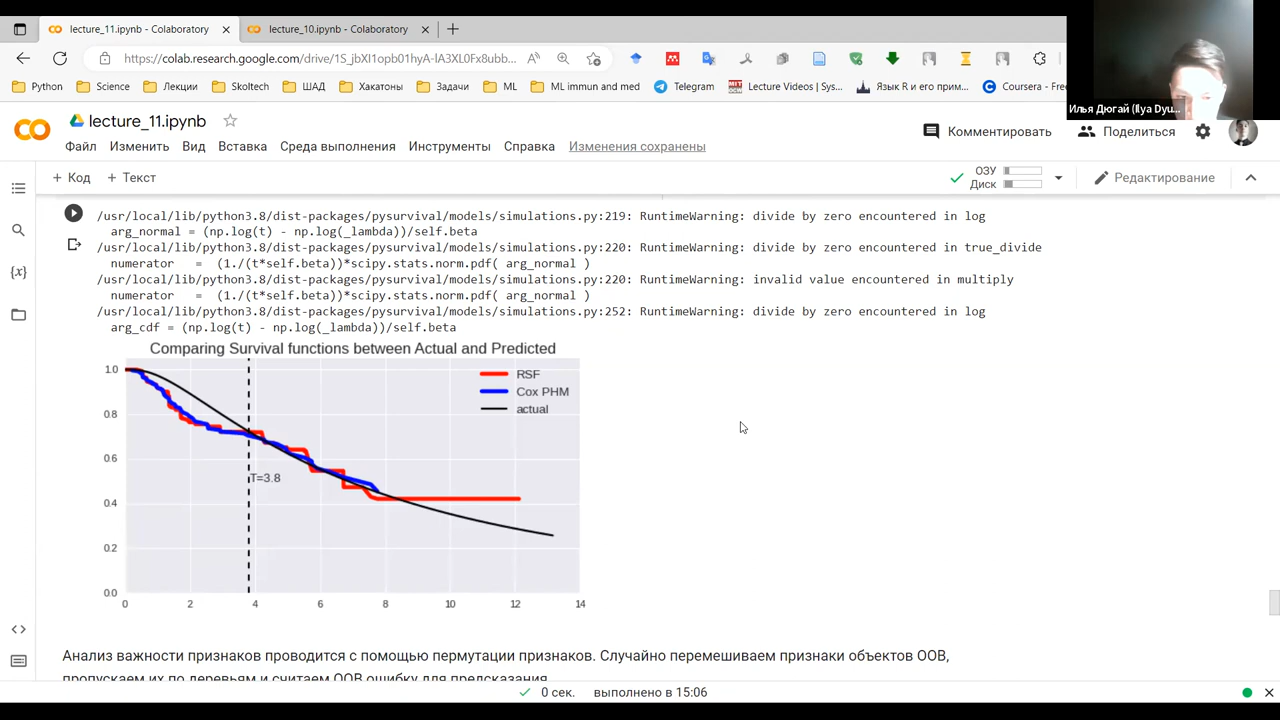 lecture_11.ipynb - Colaboratory
lecture_10.ipynb - Colaboratory
https://colab.research.google.com/drive/1S_jbXl1opb01hyA-lA3XL0Fx8ubb...
Python
Science
Лекции
Skoltech
ШАД
Хакатоны
Задачи
ML
ML immun and med
Telegram
Lecture Videos | Sys...
Язык R и его прим...
Coursera - Fre
Илья Дюгай (Ilya Dyu...
lecture_11.ipynb
Комментировать
Поделиться
Файл Изменить Вид Вставка Среда выполнения Инструменты Справка Изменения сохранены
+ Код + Текст
ОЗУ
Диск
Редактирование
/usr/local/lib/python3.8/dist-packages/pysurvival/models/simulations.py:219: RuntimeWarning: divide by zero encountered in log
arg_normal = (np.log(t) - np.log(_lambda))/self.beta
/usr/local/lib/python3.8/dist-packages/pysurvival/models/simulations.py:220: RuntimeWarning: divide by zero encountered in true_divide
numerator = (1./(t*self.beta))*scipy.stats.norm.pdf( arg_normal )
/usr/local/lib/python3.8/dist-packages/pysurvival/models/simulations.py:220: RuntimeWarning: invalid value encountered in multiply
numerator = (1./(t*self.beta))*scipy.stats.norm.pdf( arg_normal )
/usr/local/lib/python3.8/dist-packages/pysurvival/models/simulations.py:252: RuntimeWarning: divide by zero encountered in log
arg_cdf = (np.log(t) - np.log(_lambda))/self.beta
Comparing Survival functions between Actual and Predicted
1.0
0.8
0.6
0.4
0.2
0.0
RSF
Cox PHM
actual
T=3.8
0 2 4 6 8 10 12 14
Анализ важности признаков проводится с помощью пермутации признаков. Случайно перемешиваем признаки объектов OOB,
пропускаем их по деревьям и считаем OOB ошибку для предсказания
0 сек. выполнено в 15:06